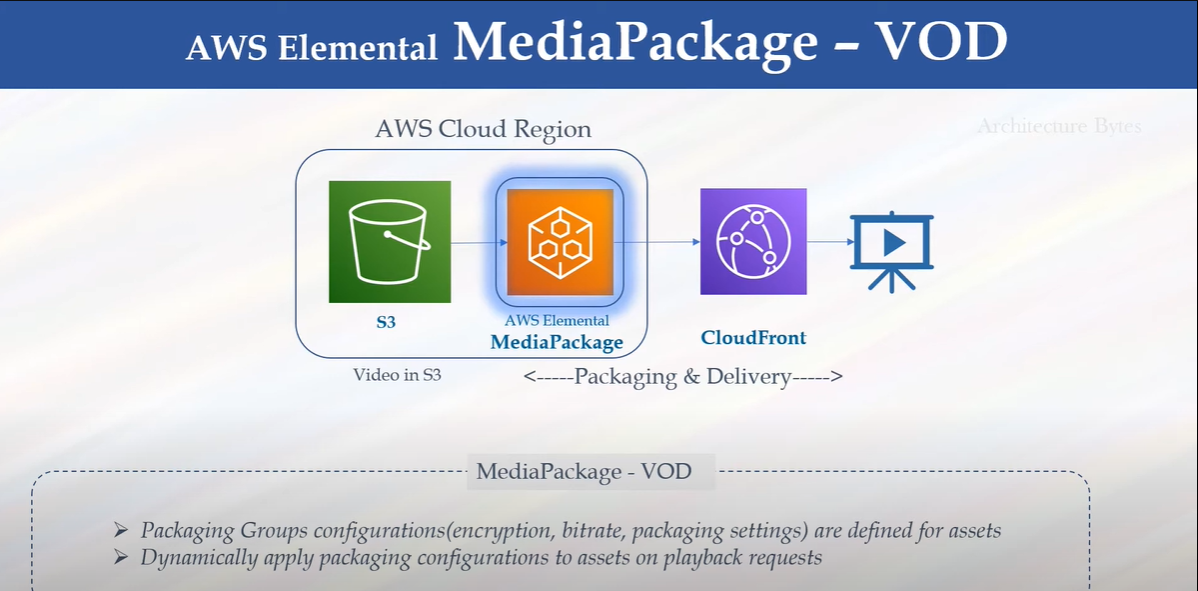 AWS Elemental MediaPackage – VOD
Architecture Bytes
AWS Cloud Region
S3
AWS Elemental
MediaPackage
CloudFront
Video in S3
<-----Packaging & Delivery----->
MediaPackage - VOD
➢ Packaging Groups configurations(encryption, bitrate, packaging settings) are defined for assets
➢ Dynamically apply packaging configurations to assets on playback requests